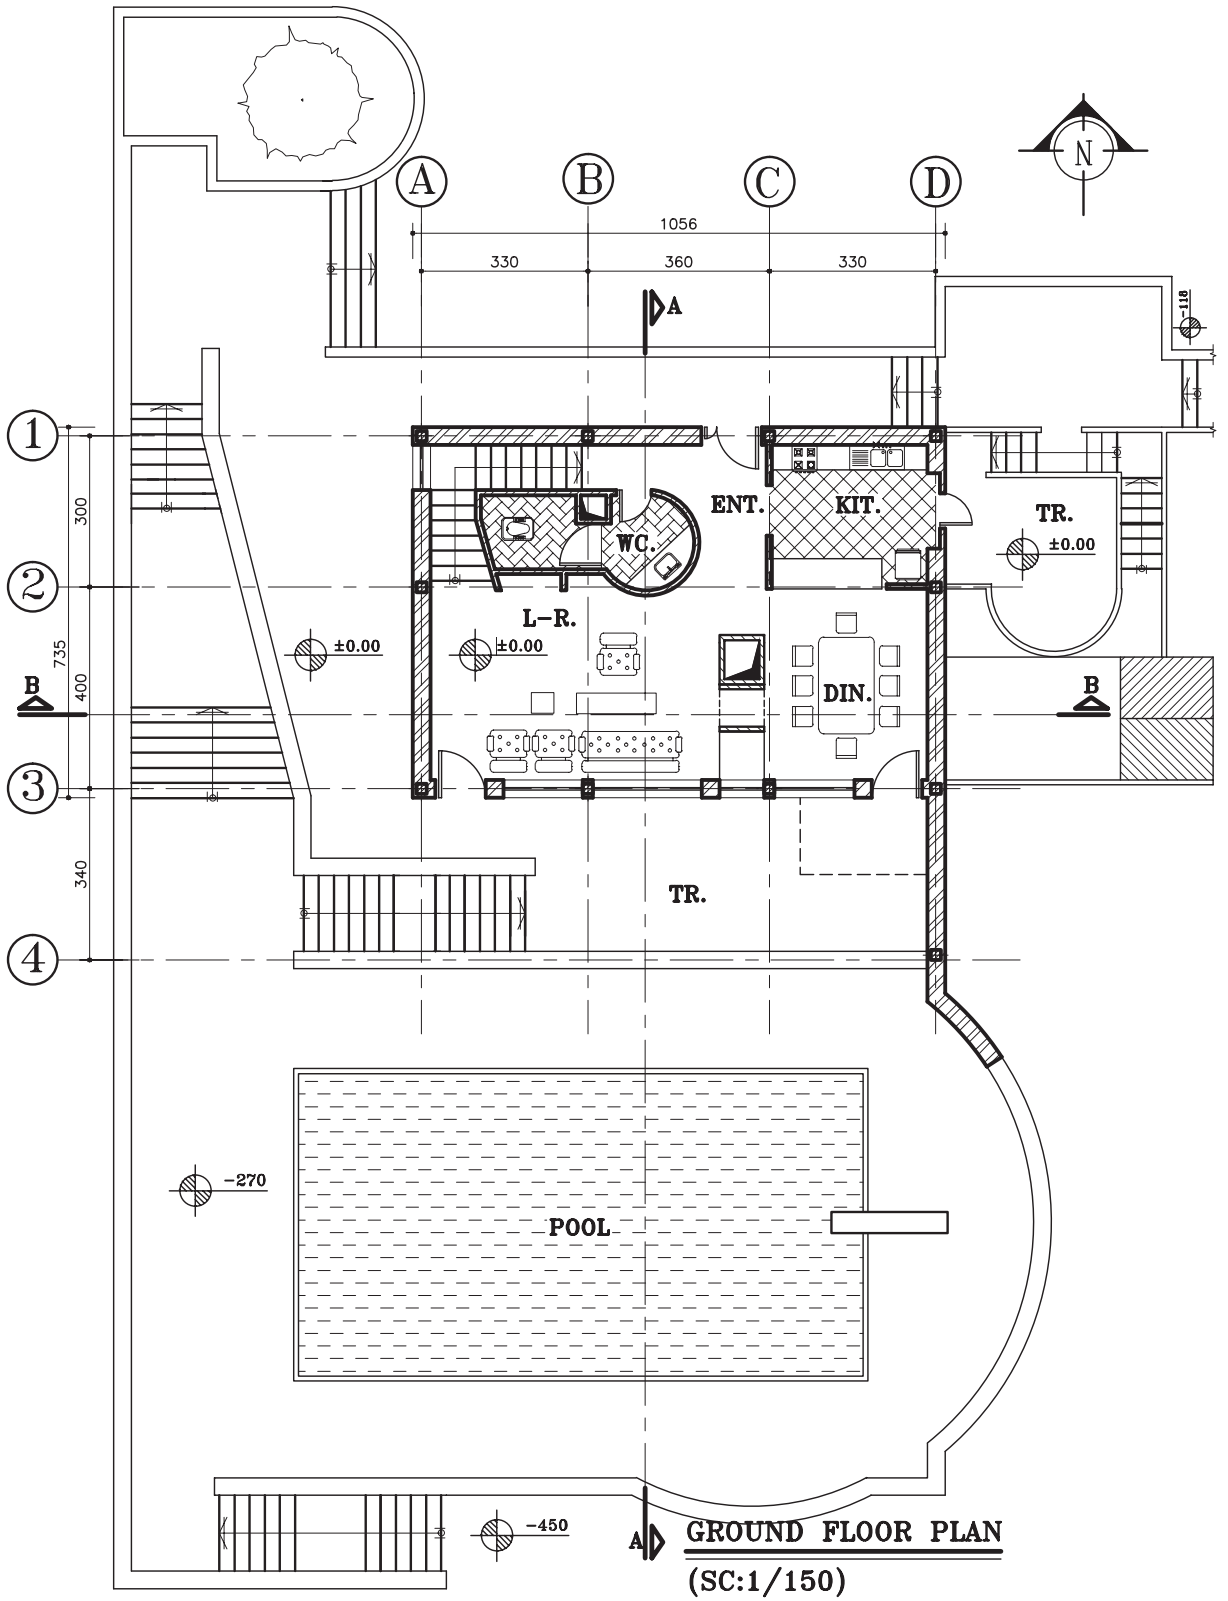 N
A B C D
1056
330 360 330
A
-118
1
ENT. KIT.
TR.
±0.00
300
WC.
2
L-R.
±0.00 ±0.00
735
400
B
DIN.
B
3
340
TR.
4
-270
POOL
-450
A
GROUND FLOOR PLAN
(SC:1/150)